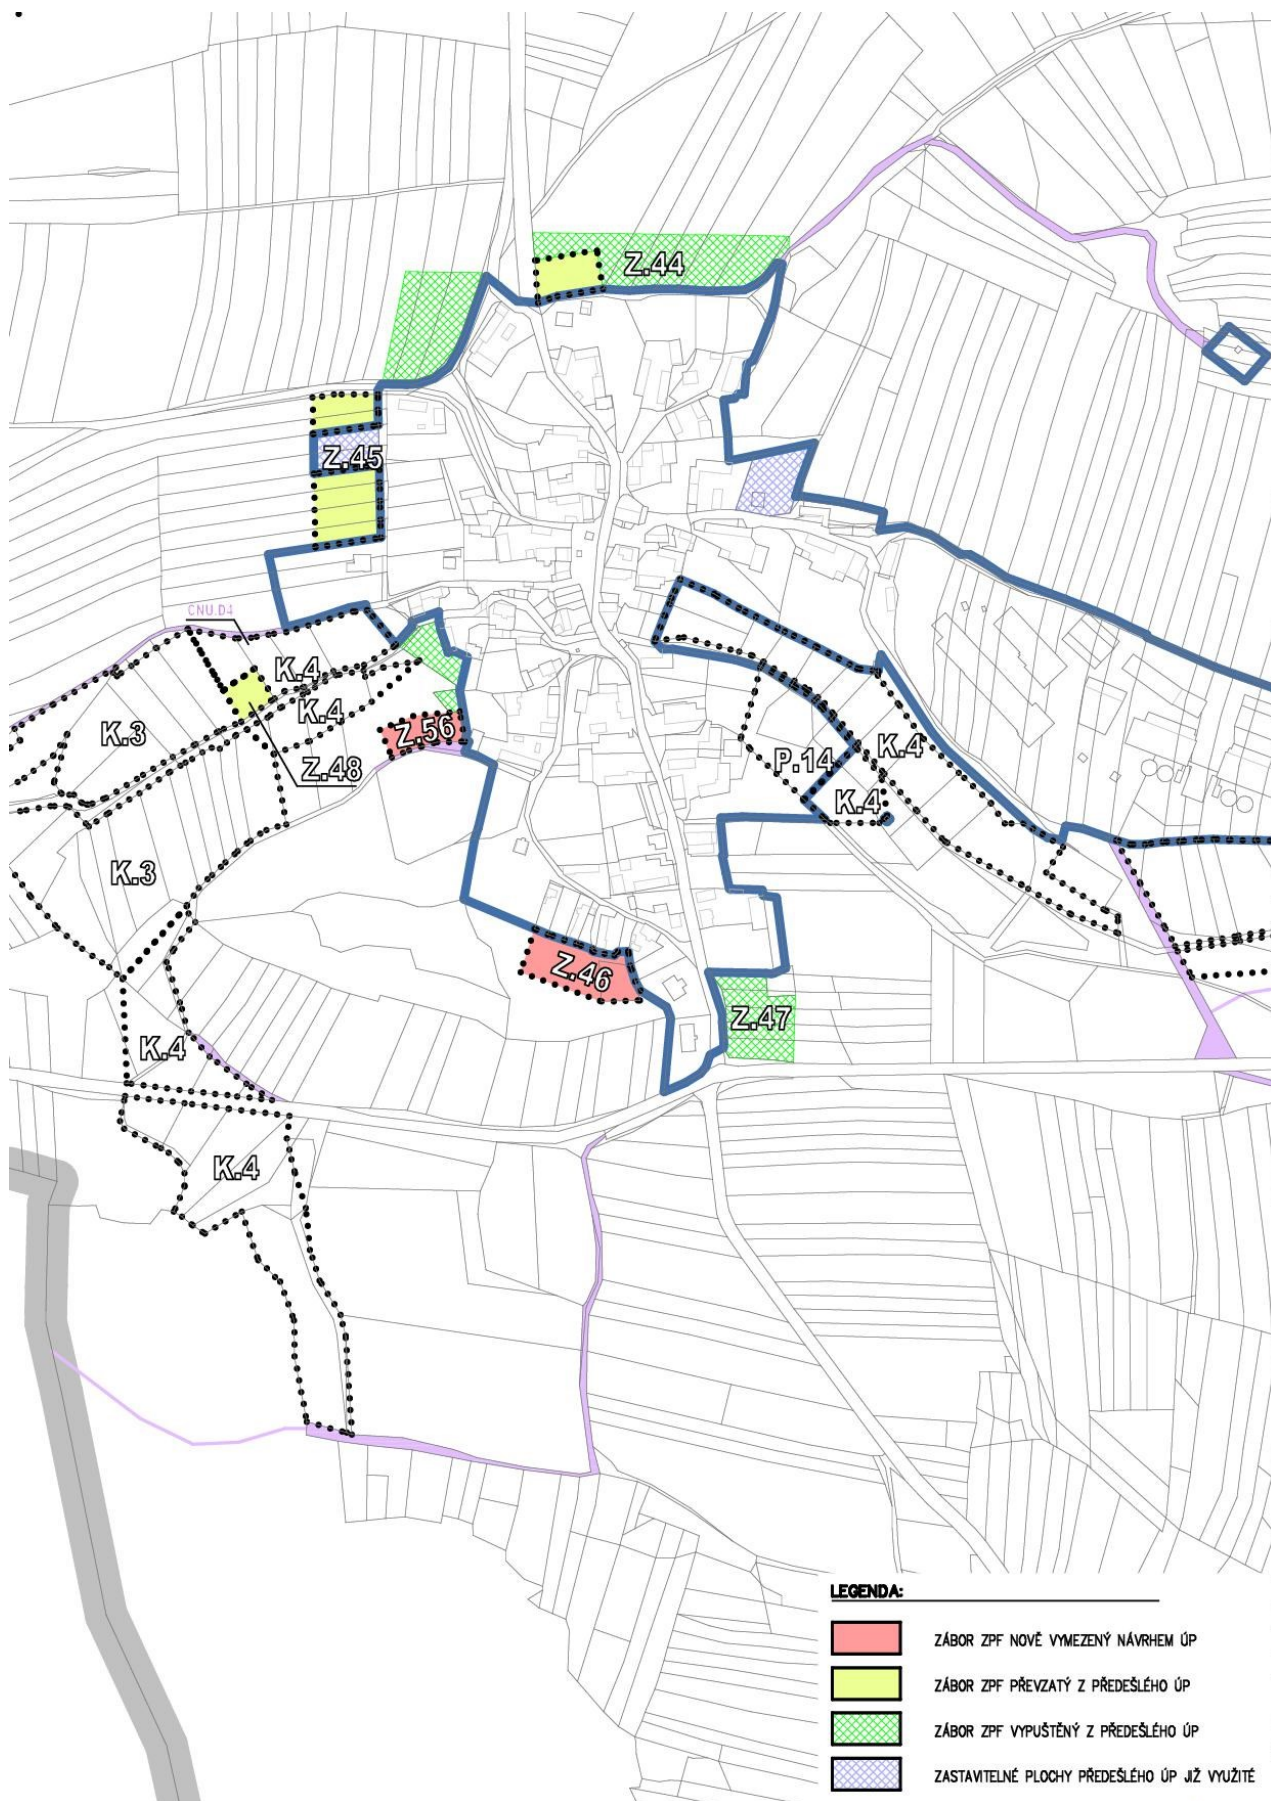 Z.44
Z.45
CNU.D4
K.4
K.4
K.3
Z.56
Z.48
P.14
K.4
K.4
K.3
Z.46
Z.47
K.4
K.4
LEGENDA:
ZÁBOR ZPF NOVĚ VYMEZENÝ NÁVRHEM ÚP
ZÁBOR ZPF PŘEVZATÝ Z PŘEDEŠLÉHO ÚP
ZÁBOR ZPF VYPUŠTĚNÝ Z PŘEDEŠLÉHO ÚP
ZASTAVITELNÉ PLOCHY PŘEDEŠLÉHO ÚP JIŽ VYUŽITÉ